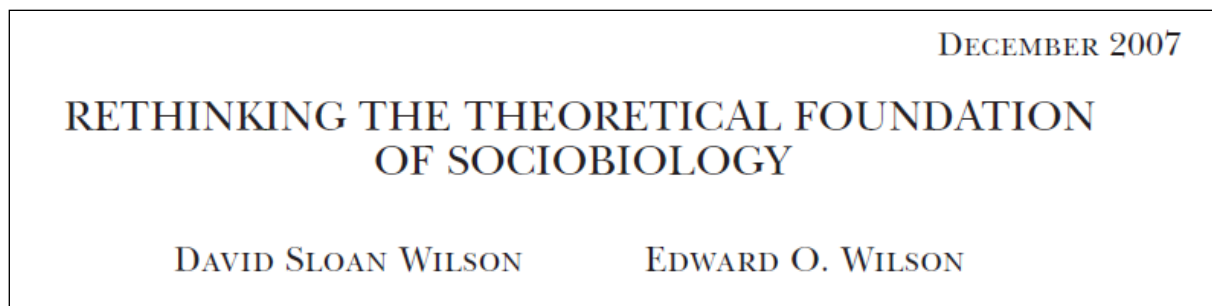 DECEMBER 2007
RETHINKING THE THEORETICAL FOUNDATION
OF SOCIOBIOLOGY
DAVID SLOAN WILSON EDWARD O. WILSON